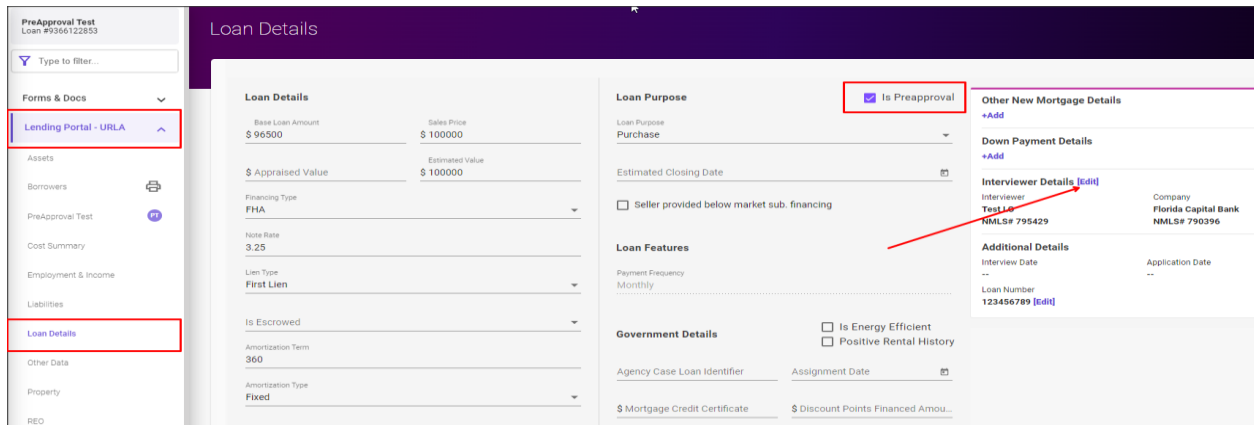 PreApproval Test
Loan #9366122853
Type to filter...
Forms & Docs
Lending Portal - URLA
Assets
Borrowers
PreApproval Test
PT
Cost Summary
Employment & Income
Liabilities
Loan Details
Other Data
Property
REO
Loan Details
Loan Details
Base Loan Amount
$ 96500
Sales Price
$ 100000
$ Appraised Value
Estimated Value
$ 100000
Financing Type
FHA
Note Rate
3.25
Lien Type
First Lien
Is Escrowed
Amortization Term
360
Amortization Type
Fixed
Loan Purpose
Is Preapproval
Loan Purpose
Purchase
Estimated Closing Date
Seller provided below market sub. financing
Loan Features
Payment Frequency
Monthly
Government Details
Is Energy Efficient
Positive Rental History
Agency Case Loan Identifier
Assignment Date
$ Mortgage Credit Certificate
$ Discount Points Financed Amou...
Other New Mortgage Details
+Add
Down Payment Details
+Add
Interviewer Details [Edit]
Interviewer
Test LO
NMLS# 795429
Company
Florida Capital Bank
NMLS# 790396
Additional Details
Interview Date
--
Application Date
--
Loan Number
123456789 [Edit]